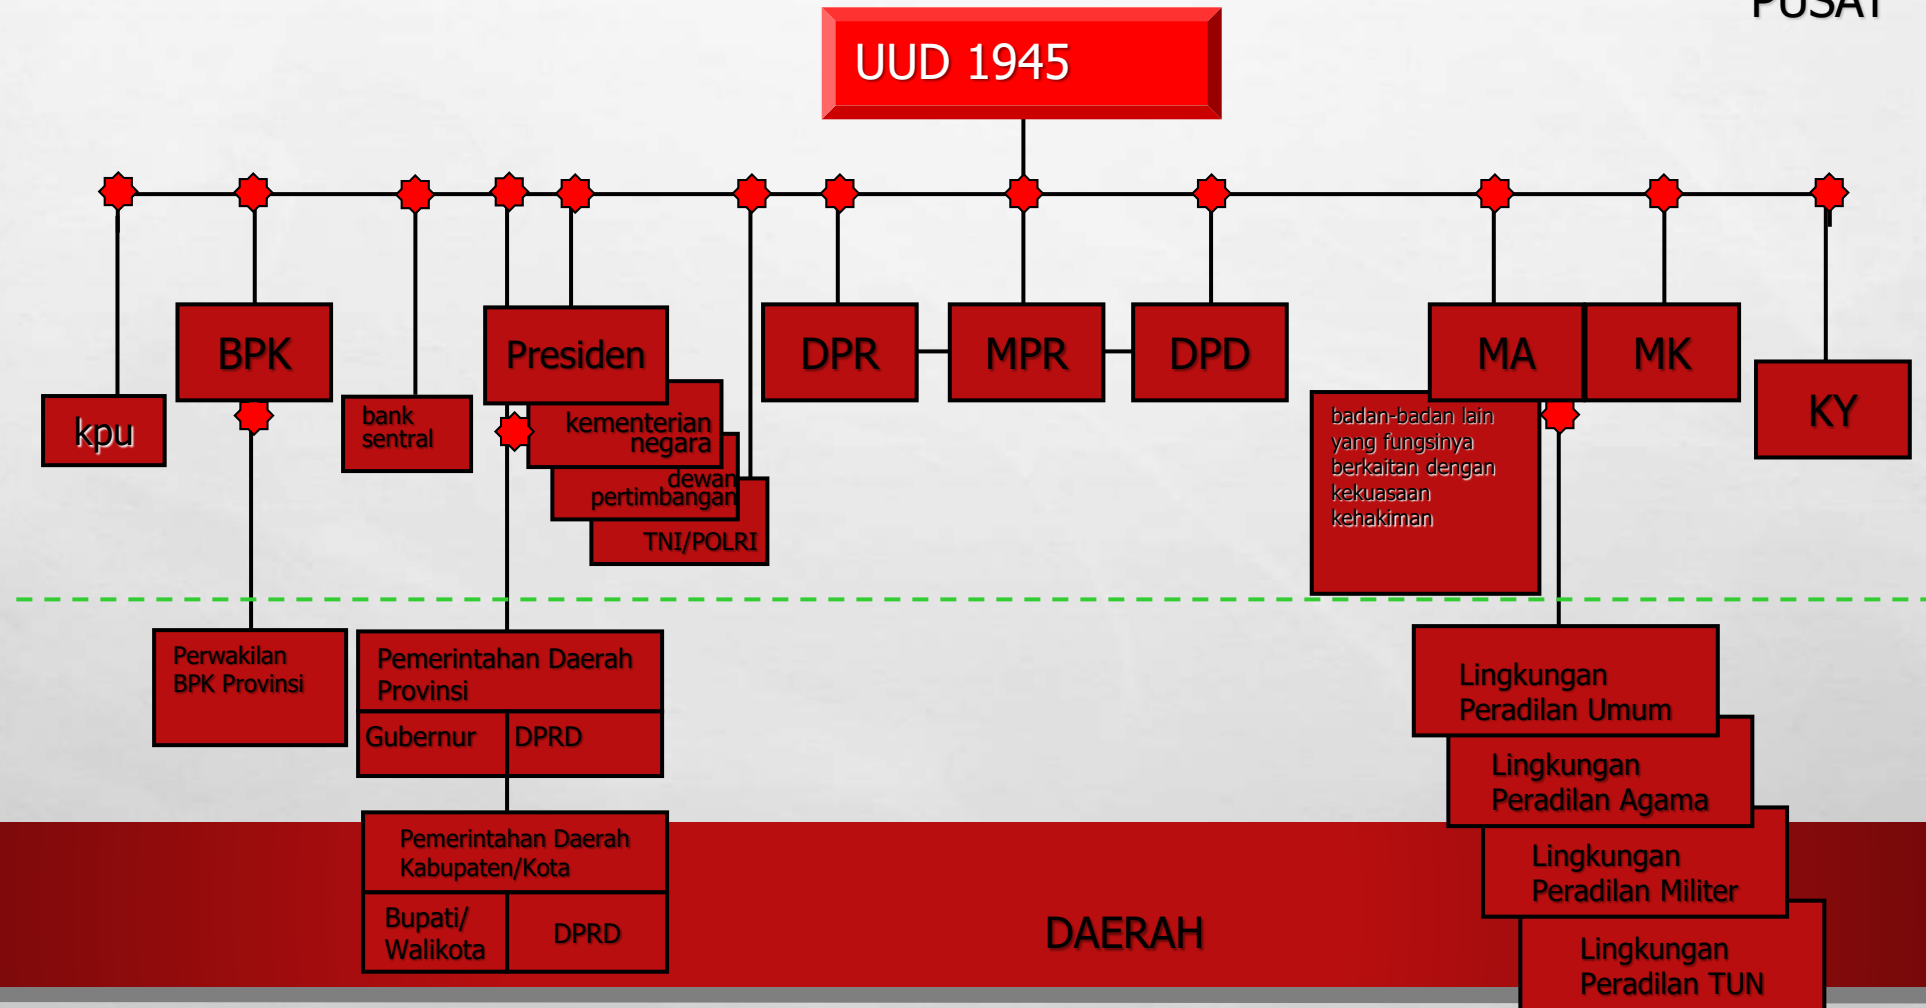 PUSAT
UUD 1945
BPK
Presiden
DPR
MPR
DPD
MA
MK
KY
kpu
bank
sentral
kementerian
negara
dewan
pertimbangan
TNI/POLRI
badan-badan lain
yang fungsinya
berkaitan dengan
kekuasaan
kehakiman
Perwakilan
BPK Provinsi
Pemerintahan Daerah
Provinsi
Gubernur
DPRD
Pemerintahan Daerah
Kabupaten/Kota
Bupati/
Walikota
DPRD
DAERAH
Lingkungan
Peradilan Umum
Lingkungan
Peradilan Agama
Lingkungan
Peradilan Militer
Lingkungan
Peradilan TUN